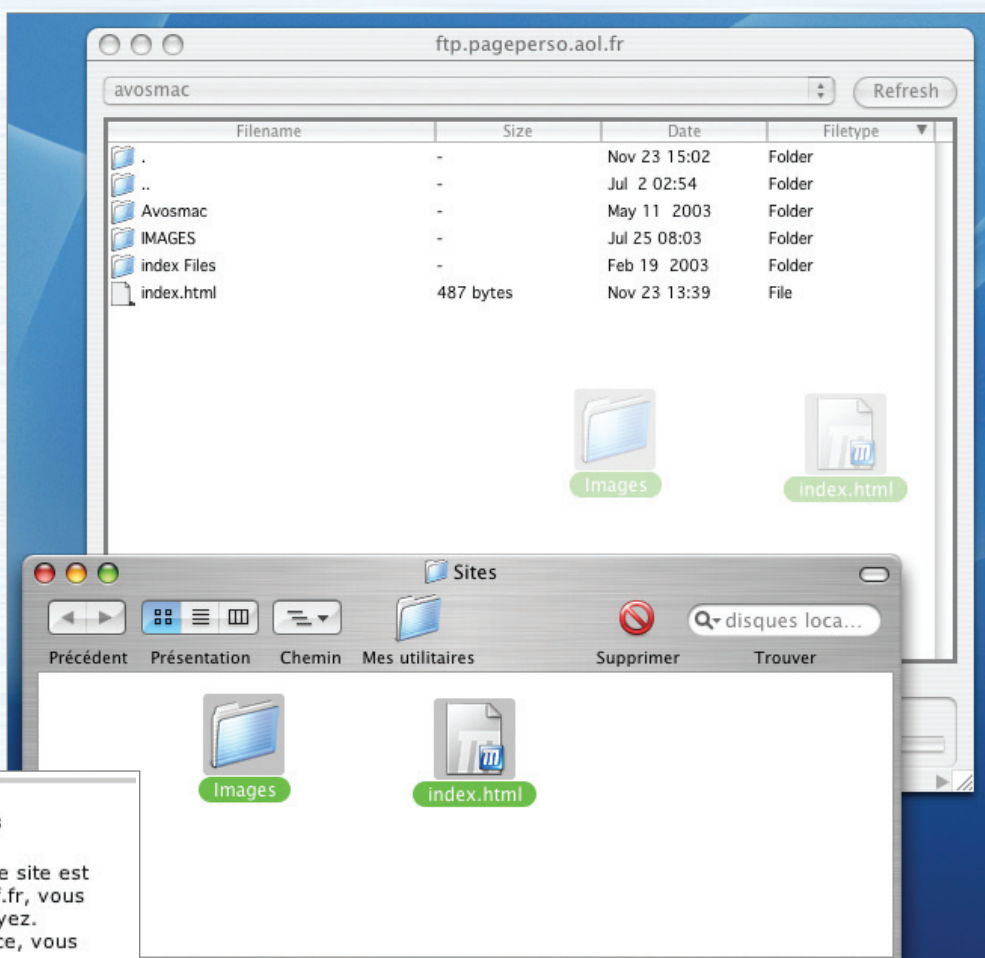 ftp.pageperso.aol.fr
avosmac Refresh
Filename Size Date Filetype
. - Nov 23 15:02 Folder
.. - Jul 2 02:54 Folder
Avosmac - May 11 2003 Folder
IMAGES - Jul 25 08:03 Folder
index Files - Feb 19 2003 Folder
index.html 487 bytes Nov 23 13:39 File
Images index.html
Sites
disques loca...
Précédent Présentation Chemin Mes utilitaires Supprimer Trouver
Images index.html
e site est
.fr, vous
yez.
ce, vous